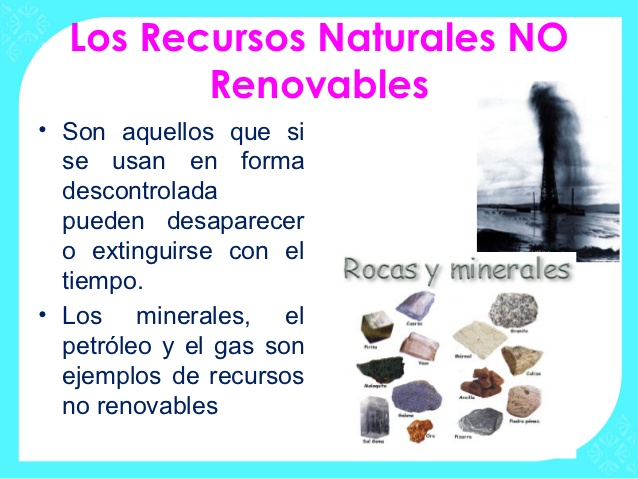 Los Recursos Naturales NO
Renovables
• Son aquellos que si
se usan en forma
descontrolada
pueden desaparecer
o extinguirse con el
tiempo.
• Los minerales, el
petróleo y el gas son
ejemplos de recursos
no renovables
Rocas y minerales
Cuarzo
Granito
Pirita
Yeso
Mármol
Caliza
Malaquita
Arcilla
Galena
Piedra pómez
Sal Gema
Oro
Pizarra